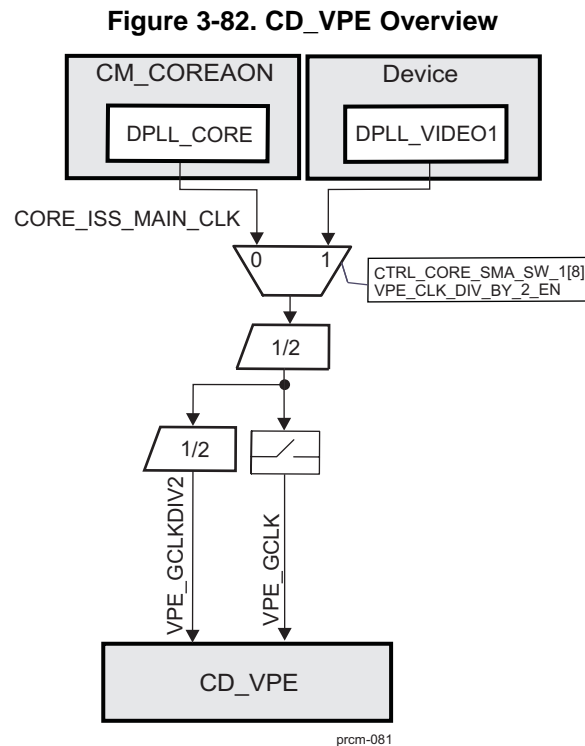 Figure 3-82. CD_VPE Overview
CM_COREAON
Device
DPLL_CORE
DPLL_VIDEO1
CORE_ISS_MAIN_CLK
0
1
CTRL_CORE_SMA_SW_1[8]
VPE_CLK_DIV_BY_2_EN
1/2
1/2
VPE_GCLKDIV2
VPE_GCLK
CD_VPE
prcm-081